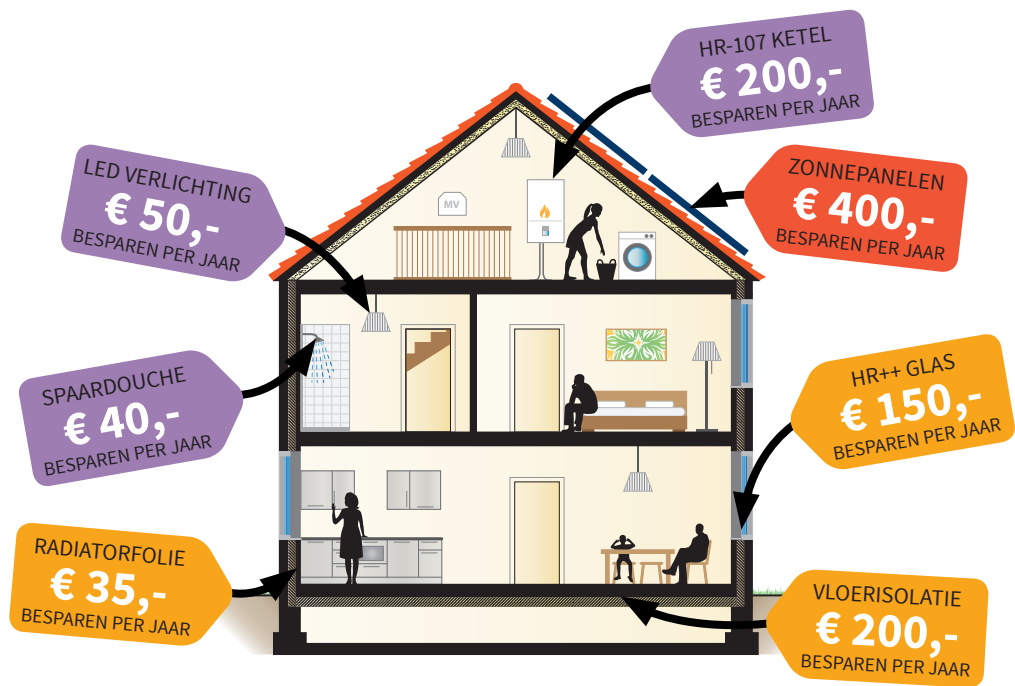 HR-107 KETEL
€ 200,-
BESPAREN PER JAAR
LED VERLICHTING
€ 50,-
BESPAREN PER JAAR
ZONNEPANELEN
€ 400,-
BESPAREN PER JAAR
MV
SPAARDOUCHE
€ 40,-
BESPAREN PER JAAR
HR++ GLAS
€ 150,-
BESPAREN PER JAAR
RADIATORFOLIE
€ 35,-
BESPAREN PER JAAR
VLOERISOLATIE
€ 200,-
BESPAREN PER JAAR